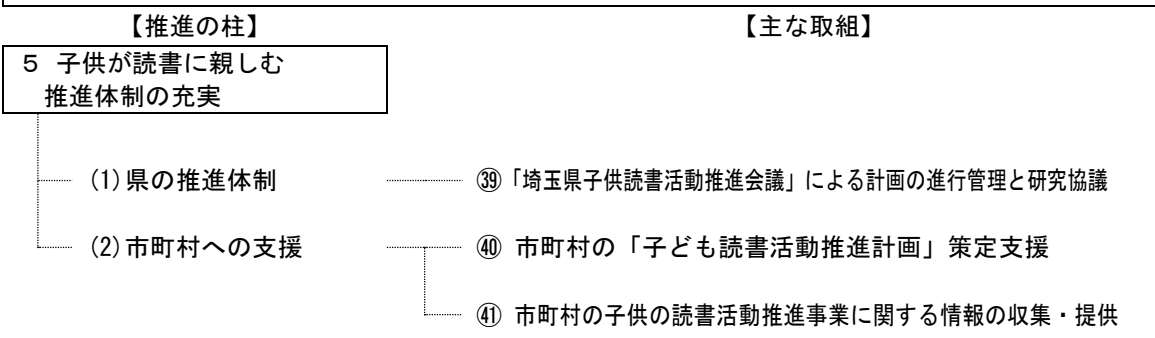 【推進の柱】 【主な取組】
５ 子供が読書に親しむ
推進体制の充実
(1)県の推進体制 ㊴「埼玉県子供読書活動推進会議」による計画の進行管理と研究協議
(2)市町村への支援 ㊵ 市町村の「子ども読書活動推進計画」策定支援
㊶ 市町村の子供の読書活動推進事業に関する情報の収集・提供